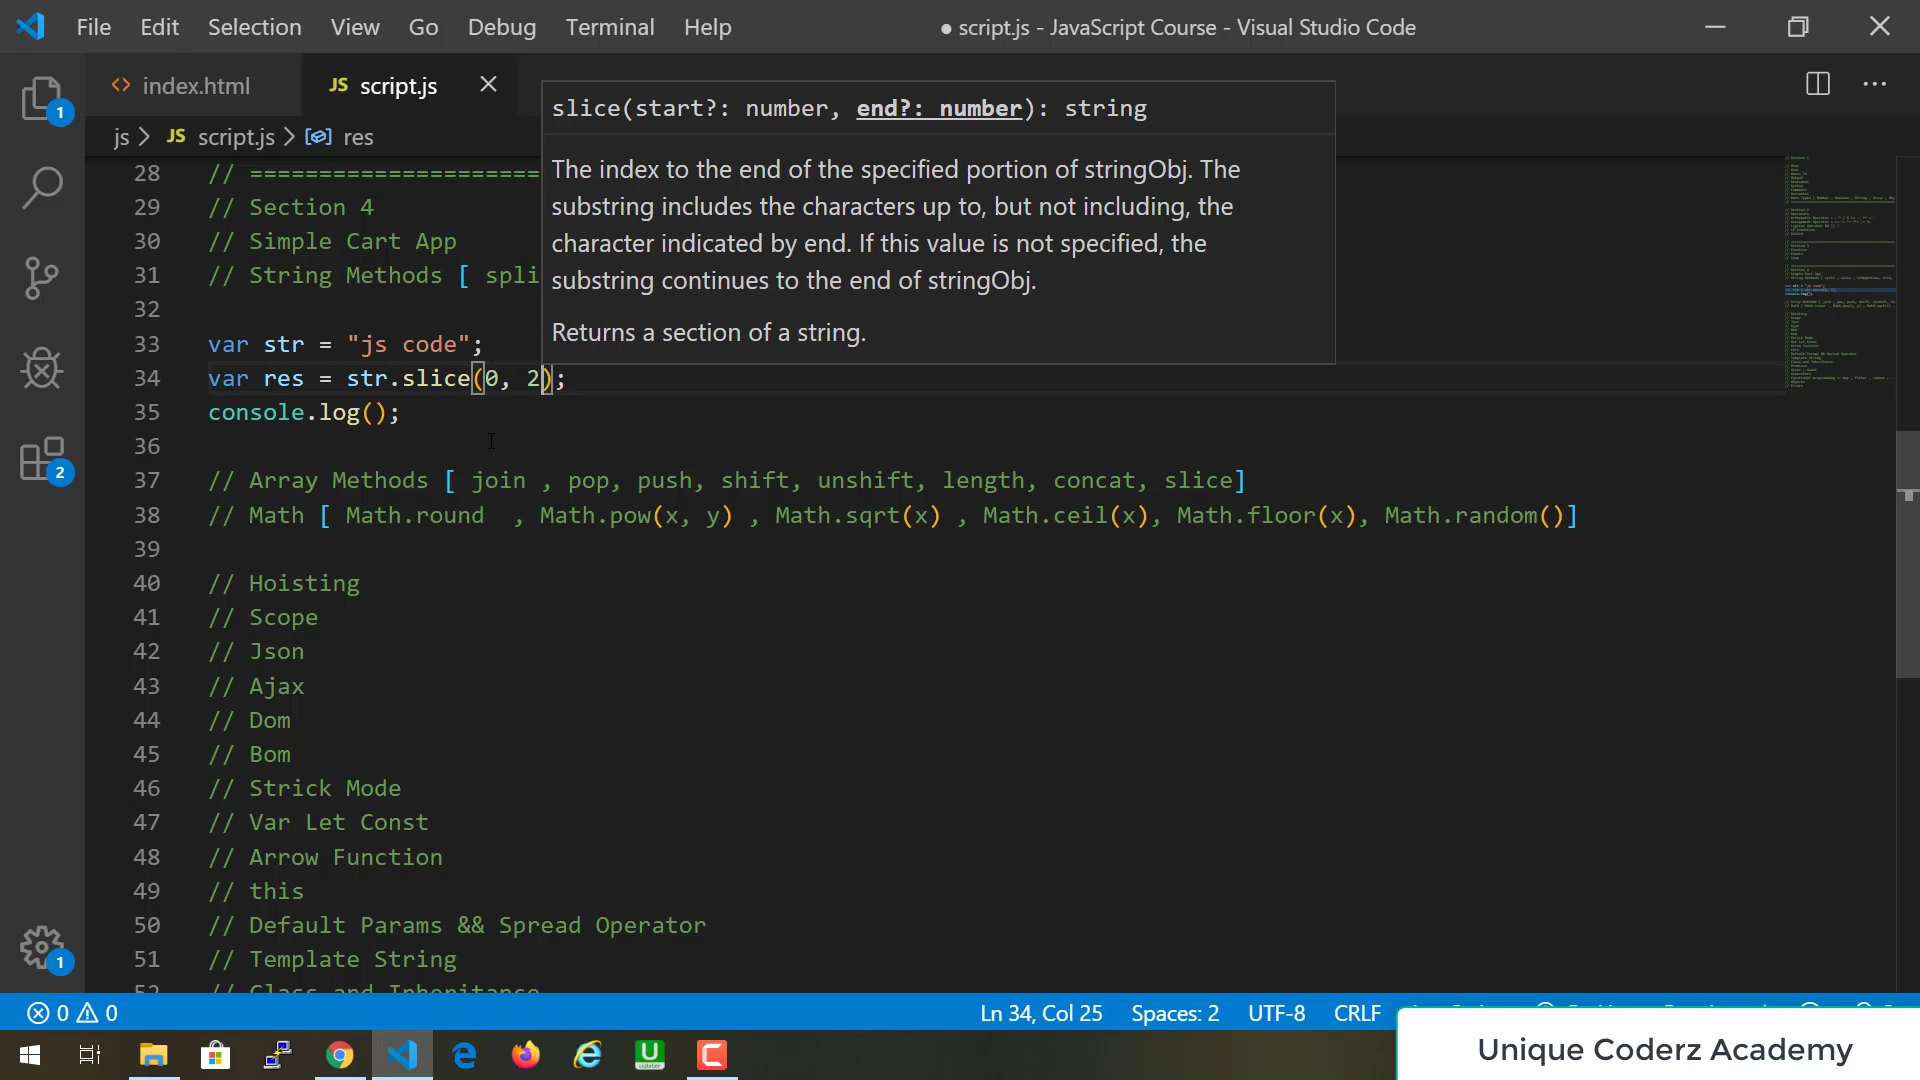 File Edit Selection View Go Debug Terminal Help
● script.js - JavaScript Course - Visual Studio Code
index.html
JS script.js
js > JS script.js > res
slice(start?: number, end?: number): string
The index to the end of the specified portion of stringObj. The
substring includes the characters up to, but not including, the
character indicated by end. If this value is not specified, the
substring continues to the end of stringObj.
Returns a section of a string.
28 // =====================
29 // Section 4
30 // Simple Cart App
31 // String Methods [ spli
32
33 var str = "js code";
34 var res = str.slice(0, 2);
35 console.log();
36
37 // Array Methods [ join , pop, push, shift, unshift, length, concat, slice]
38 // Math [ Math.round  , Math.pow(x, y) , Math.sqrt(x) , Math.ceil(x), Math.floor(x), Math.random()]
39
40 // Hoisting
41 // Scope
42 // Json
43 // Ajax
44 // Dom
45 // Bom
46 // Strick Mode
47 // Var Let Const
48 // Arrow Function
49 // this
50 // Default Params && Spread Operator
51 // Template String
52 // Class and Inheritance
1
2
1
0 0
Ln 34, Col 25 Spaces: 2 UTF-8 CRLF
Unique Coderz Academy